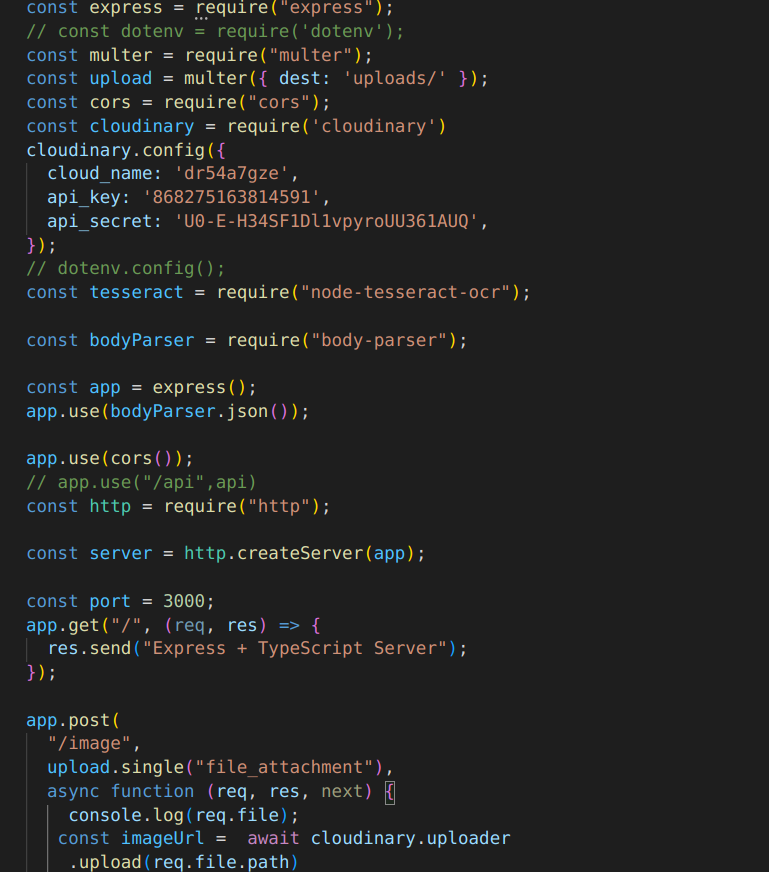 const express = require("express");
// const dotenv = require('dotenv');
const multer = require("multer");
const upload = multer({ dest: 'uploads/' });
const cors = require("cors");
const cloudinary = require('cloudinary')
cloudinary.config({
  cloud_name: 'dr54a7gze',
  api_key: '868275163814591',
  api_secret: 'U0-E-H34SF1Dl1vpyroUU361AUQ',
});
// dotenv.config();
const tesseract = require("node-tesseract-ocr");
const bodyParser = require("body-parser");
const app = express();
app.use(bodyParser.json());
app.use(cors());
// app.use("/api",api)
const http = require("http");
const server = http.createServer(app);
const port = 3000;
app.get("/", (req, res) => {
  res.send("Express + TypeScript Server");
});
app.post(
  "/image",
  upload.single("file_attachment"),
  async function (req, res, next) {
    console.log(req.file);
   const imageUrl =  await cloudinary.uploader
    .upload(req.file.path)